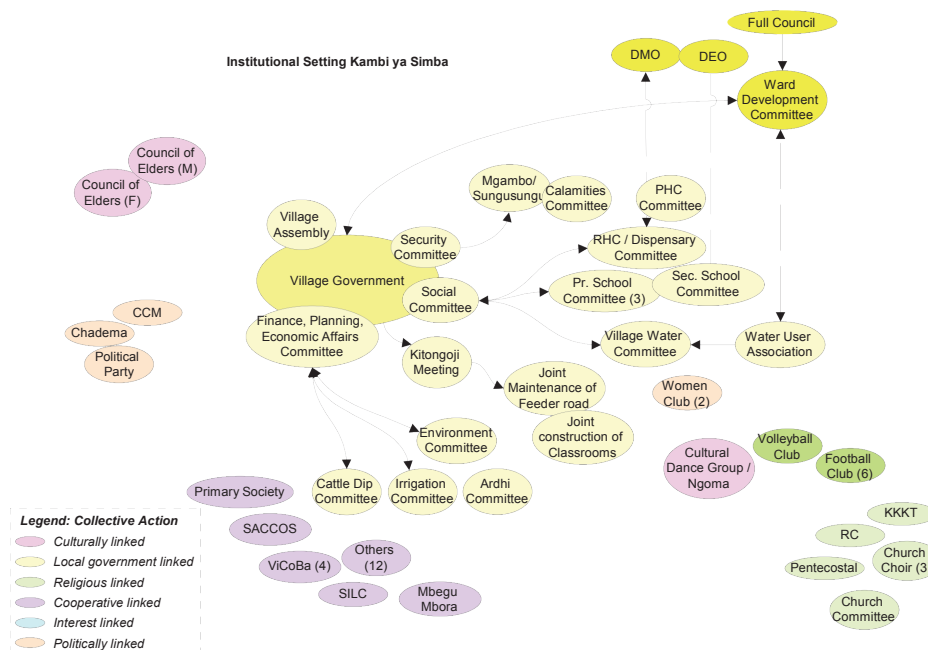 Full Council
Institutional Setting Kambi ya Simba
DMO
DEO
Ward
Development
Committee
Council of
Elders (M)
Council of
Elders (F)
Mgambo/
Sungusungu
Calamities
Committee
PHC
Committee
Village
Assembly
Security
Committee
RHC / Dispensary
Committee
Village Government
Social
Committee
Pr. School
Committee (3)
Sec. School
Committee
CCM
Chadema
Political
Party
Finance, Planning,
Economic Affairs
Committee
Kitongoji
Meeting
Village Water
Committee
Water User
Association
Joint
Maintenance of
Feeder road
Women
Club (2)
Joint
construction of
Classrooms
Environment
Committee
Volleyball
Club
Football
Club (6)
Cultural
Dance Group /
Ngoma
Primary Society
Cattle Dip
Committee
Irrigation
Committee
Ardhi
Committee
SACCOS
KKKT
RC
ViCoBa (4)
Others
(12)
Pentecostal
Church
Choir (3
SILC
Mbegu
Mbora
Church
Committee
Legend: Collective Action
Culturally linked
Local government linked
Religious linked
Cooperative linked
Interest linked
Politically linked